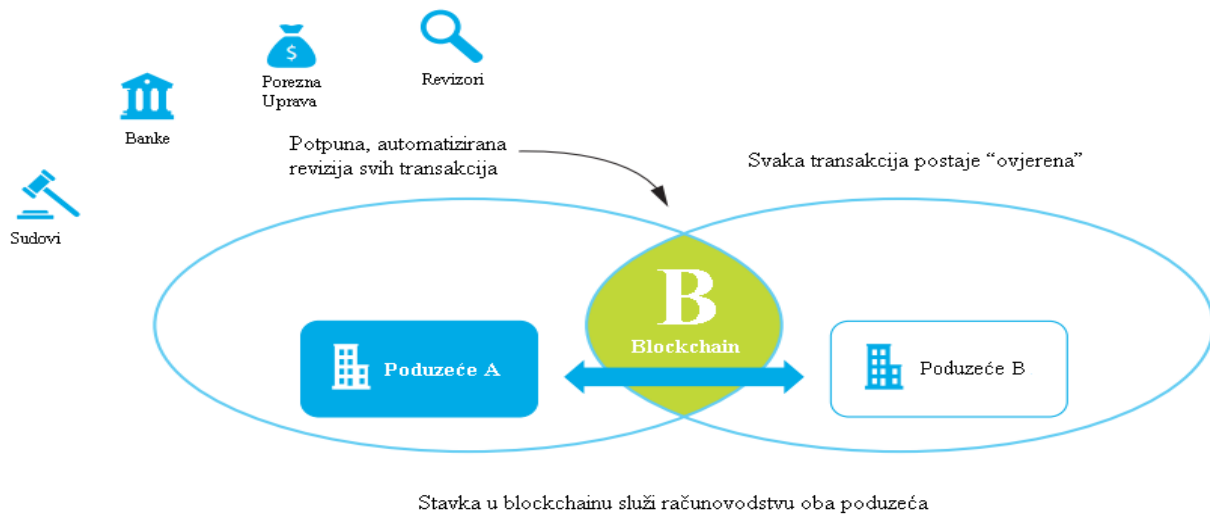 $
Revizori
Porezna
Uprava
Banke
Sudovi
Potpuna, automatizirana
revizija svih transakcija
Svaka transakcija postaje “ovjerena”
B
Blockchain
Poduzeće A
Poduzeće B
Stavka u blockchainu služi računovodstvu oba poduzeća